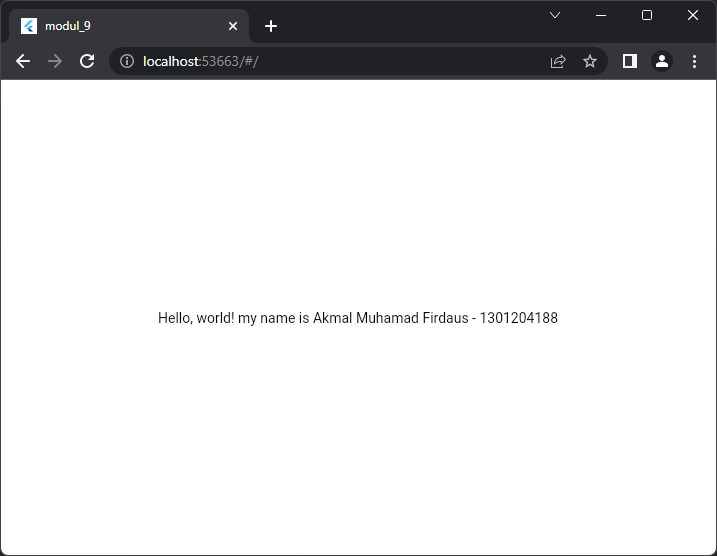 modul_9
localhost:53663/#/
Hello, world! my name is Akmal Muhamad Firdaus - 1301204188